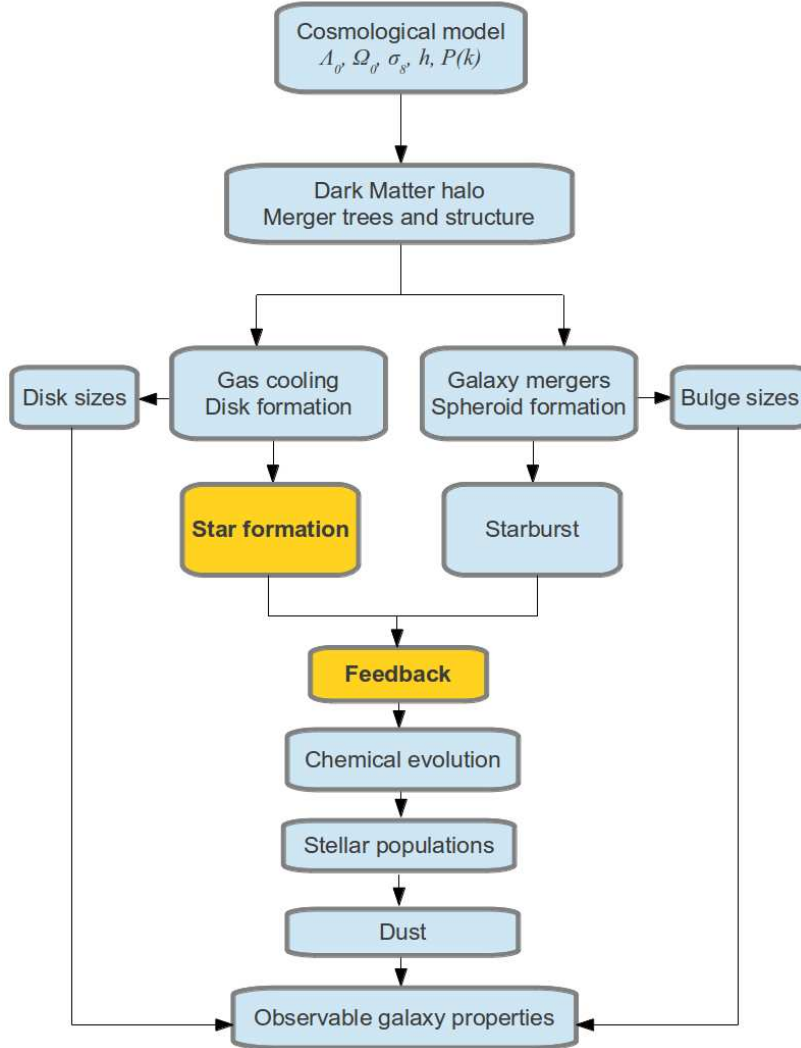 Cosmological model
Λ₀, Ω₀, σ₈, h, P(k)
Dark Matter halo
Merger trees and structure
Disk sizes
Gas cooling
Disk formation
Galaxy mergers
Spheroid formation
Bulge sizes
Star formation
Starburst
Feedback
Chemical evolution
Stellar populations
Dust
Observable galaxy properties